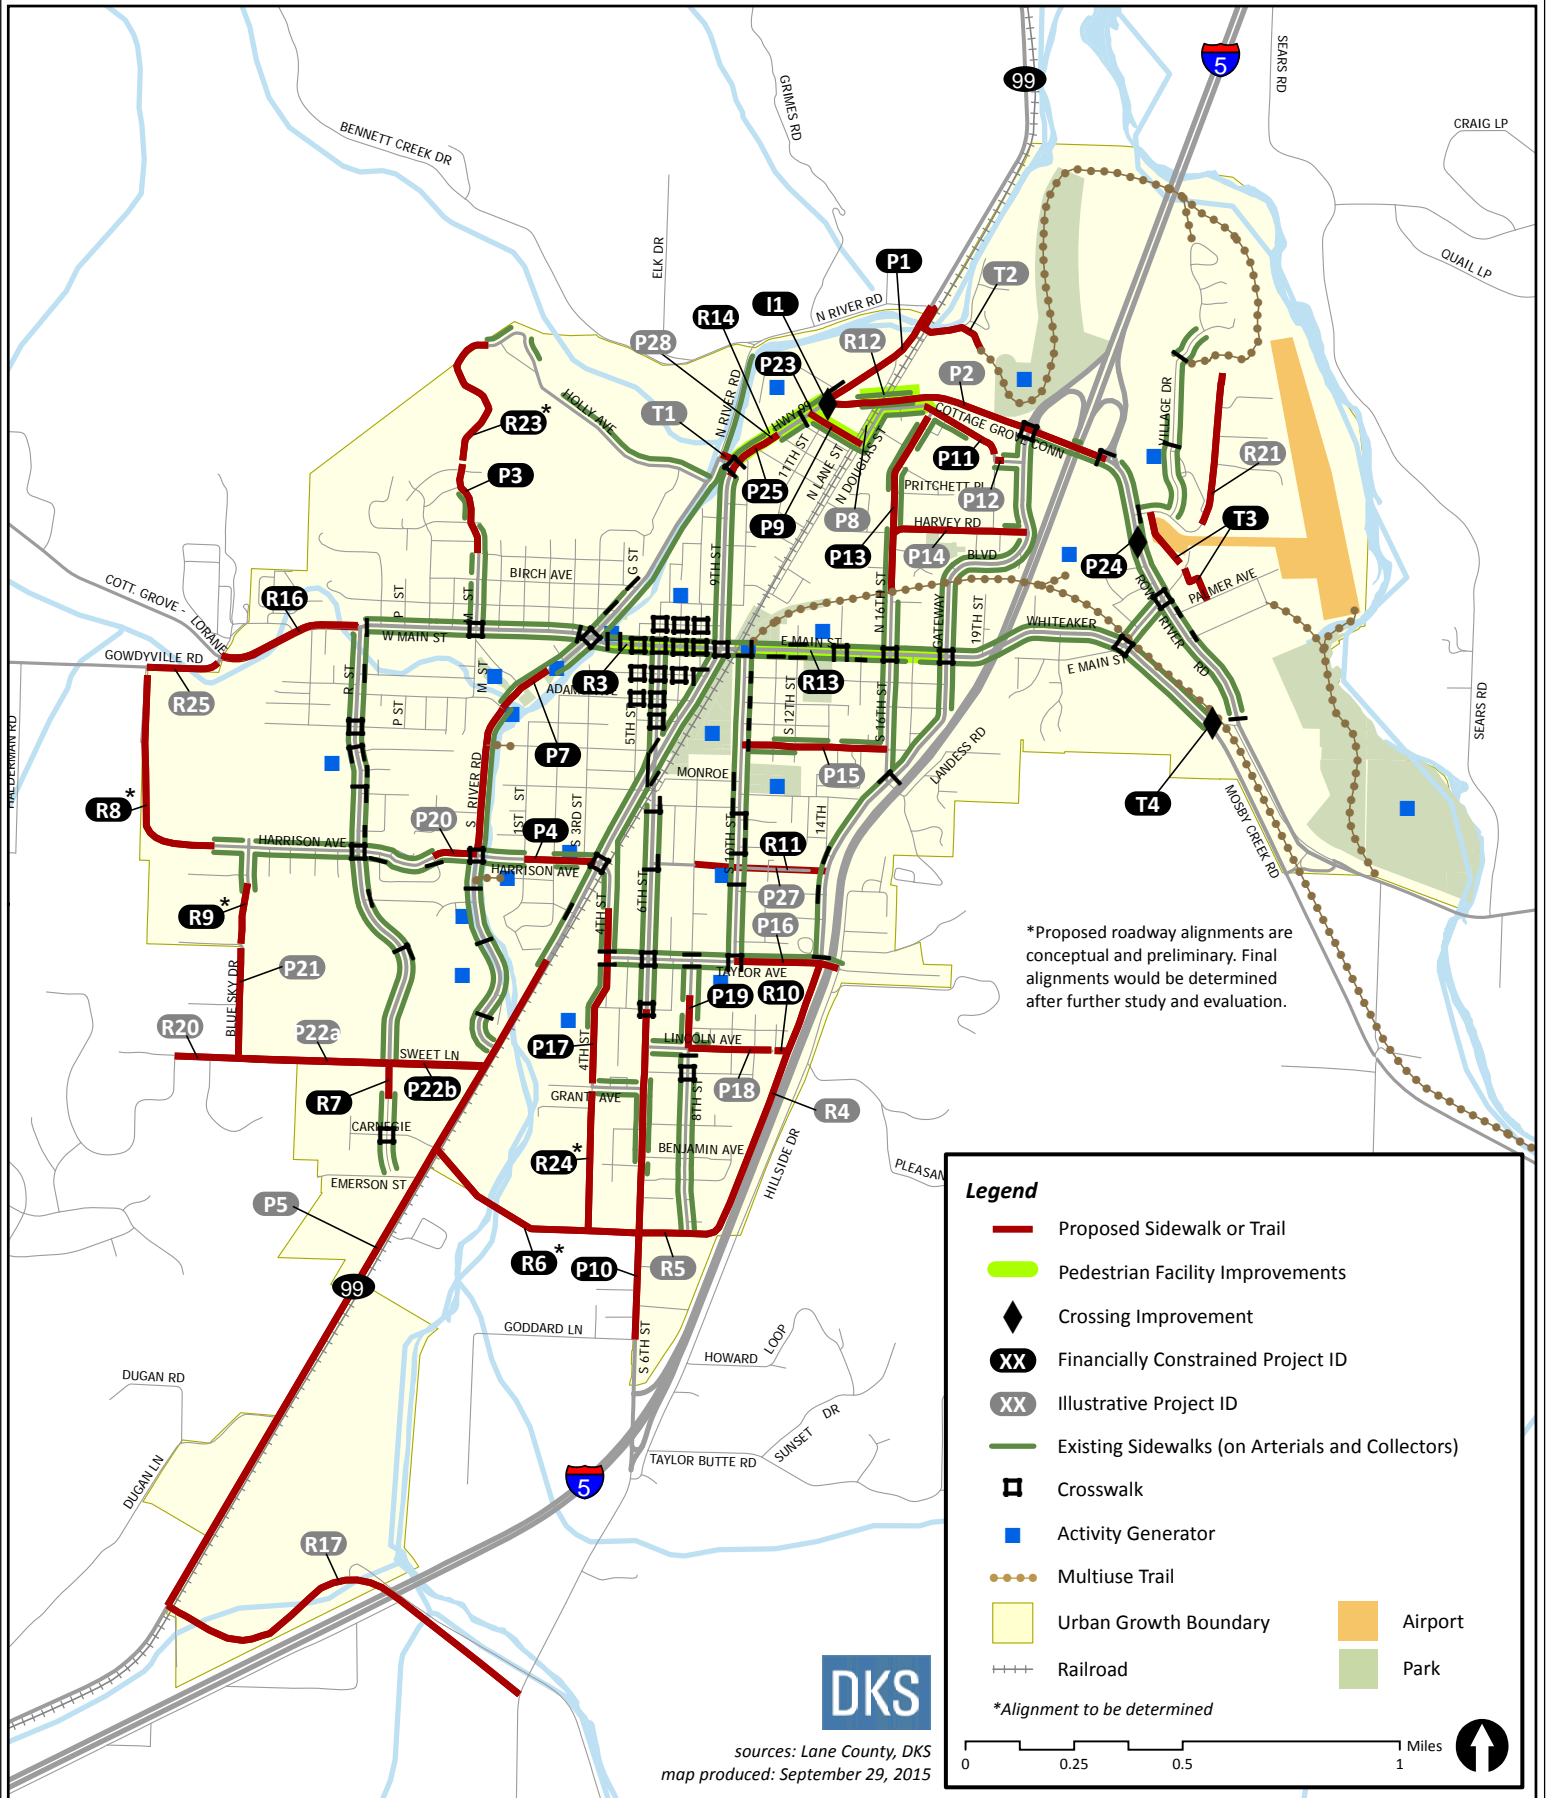 SEARS RD
5
99
GRIMES RD
CRAIG LP
BENNETT CREEK DR
ELK DR
QUAIL LP
P1
T2
I1
N RIVER RD
R14
P28
R12
P23
P2
N RIVER RD
HWY 99
VILLAGE DR
R23*
HOLLY AVE
T1
COTTAGE GROVE CONN
11TH ST
N LANE ST
N DOUGLAS ST
P11
R21
P3
P25
PRITCHETT PL
P12
P9
P8
HARVEY RD
T3
P13
P14
BLVD
P24
9TH ST
G ST
BIRCH AVE
COTT. GROVE -
LORANE
R16
P ST
M ST
N 16TH ST
GATEWAY
19TH ST
ROW
RIVER
RD
PALMER AVE
W MAIN ST
E MAIN ST
WHITEAKER
GOWDYVILLE RD
E MAIN ST
R25
R ST
M ST
R3
R13
P ST
5TH ST
S 12TH ST
S 16TH ST
SEARS RD
HALDERMAN RD
P7
LANDESS RD
MONROE
P15
S RIVER RD
R8*
T4
MOSBY CREEK RD
P20
1ST ST
S 3RD ST
P4
S 10TH ST
14TH
R11
HARRISON AVE
HARRISON AVE
P27
R9*
4TH ST
6TH ST
P16
*Proposed roadway alignments are
conceptual and preliminary. Final
alignments would be determined
after further study and evaluation.
BLUE SKY DR
P21
TAYLOR AVE
P19
R10
R20
P22a
SWEET LN
P17
4TH ST
LINCOLN AVE
P22b
R7
P18
GRANT AVE
8TH ST
R4
CARNEGIE
R24*
BENJAMIN AVE
HILLSIDE DR
EMERSON ST
P5
R6*
P10
R5
99
GODDARD LN
S 6TH ST
HOWARD
LOOP
DUGAN RD
DUGAN LN
SUNSET DR
TAYLOR BUTTE RD
5
R17
Legend
Proposed Sidewalk or Trail
Pedestrian Facility Improvements
Crossing Improvement
XX Financially Constrained Project ID
XX Illustrative Project ID
Existing Sidewalks (on Arterials and Collectors)
Crosswalk
Activity Generator
Multiuse Trail
Urban Growth Boundary
Airport
Railroad
Park
*Alignment to be determined
0 0.25 0.5 1 Miles
DKS
sources: Lane County, DKS
map produced: September 29, 2015